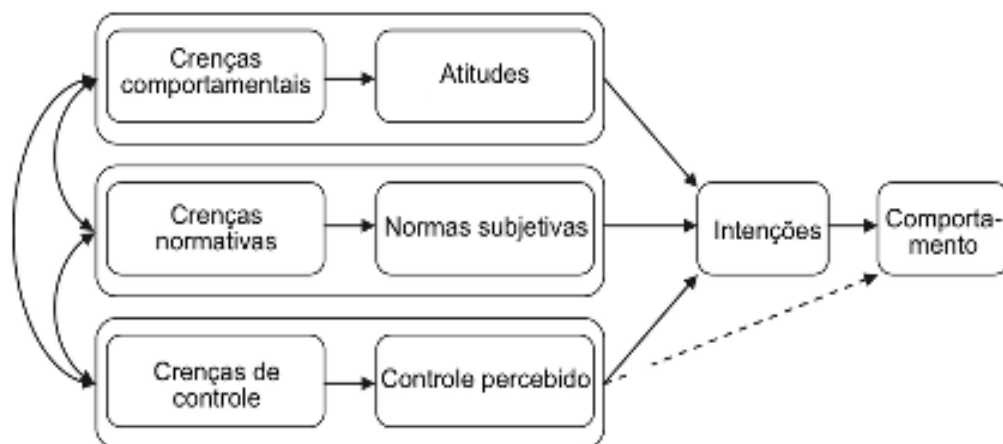 Crenças
comportamentais
Atitudes
Crenças
normativas
Normas subjetivas
Intenções
Comporta-
mento
Crenças de
controle
Controle percebido